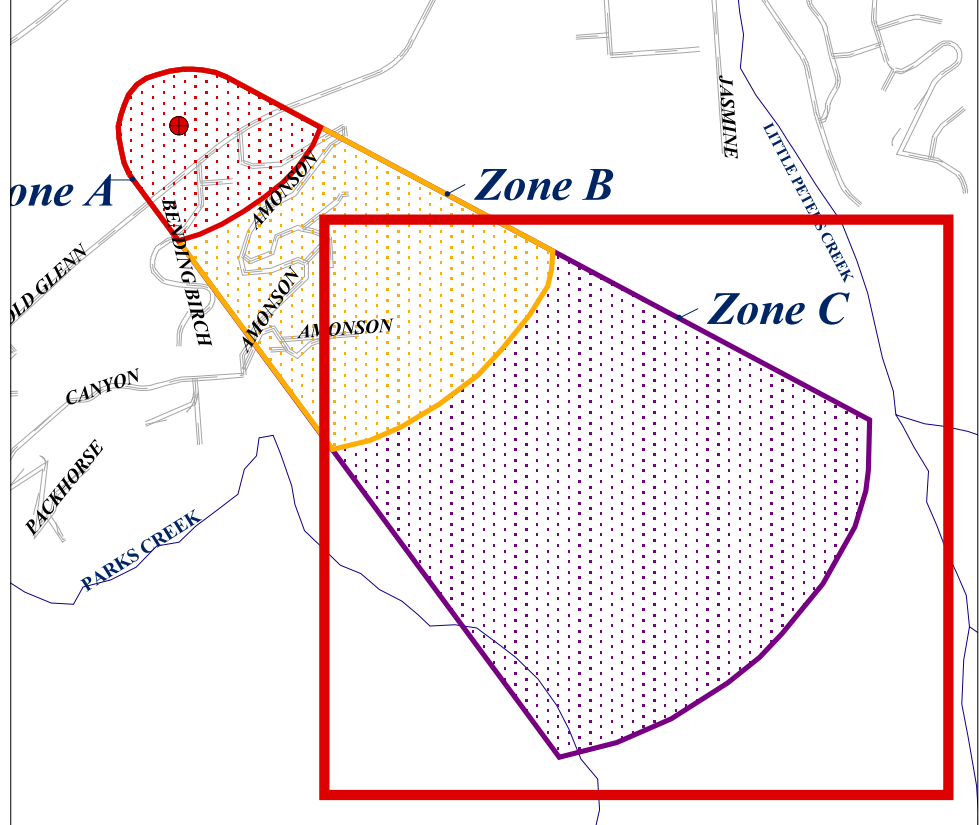 JASMINE
LITTLE PETERS CREEK
AMONSON
Zone B
one A
BENDING BIRCH
OLD GLENN
AMONSON
Zone C
AMONSON
CANYON
PACKHORSE
PARKS CREEK